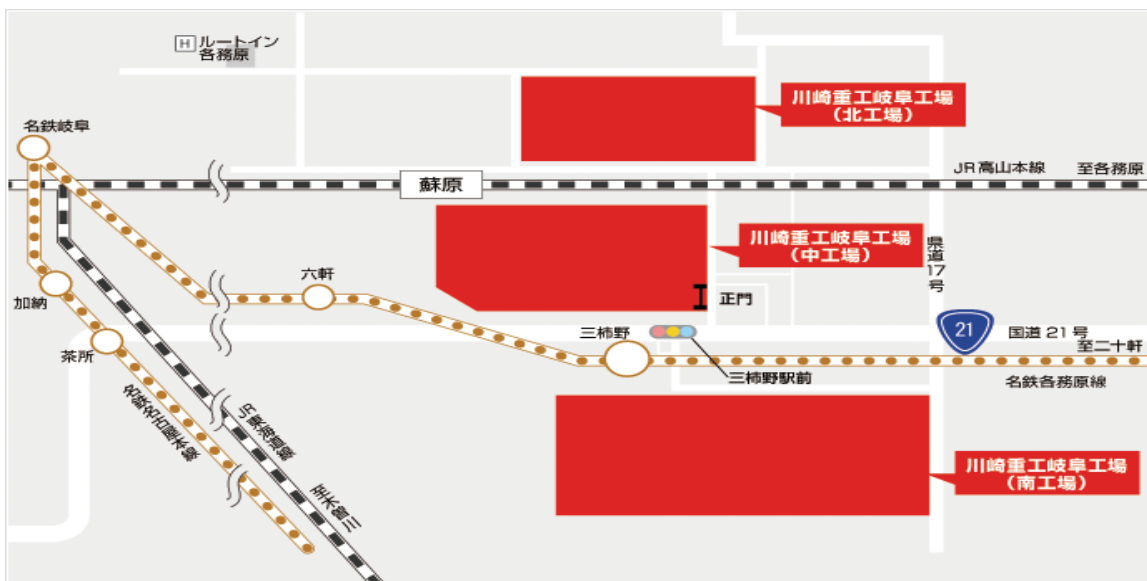 H ルートイン
各務原
川崎重工岐阜工場
（北工場）
名鉄岐阜
蘇原
JR高山本線
至各務原
川崎重工岐阜工場
（中工場）
県道17号
六軒
加納
正門
三柿野
21
国道21号
至二十軒
茶所
三柿野駅前
名鉄各務原線
名鉄名古屋本線
JR東海道線
至木曽川
川崎重工岐阜工場
（南工場）